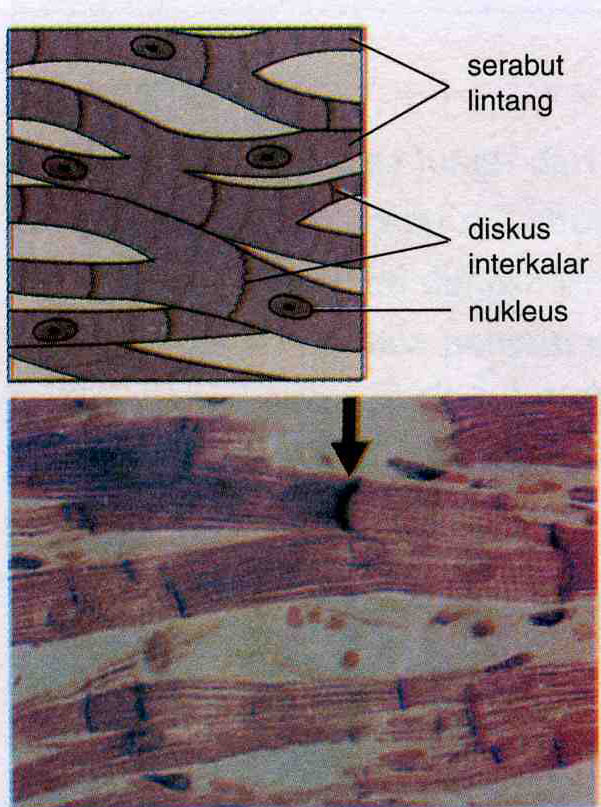 serabut
lintang
diskus
interkalar
nukleus